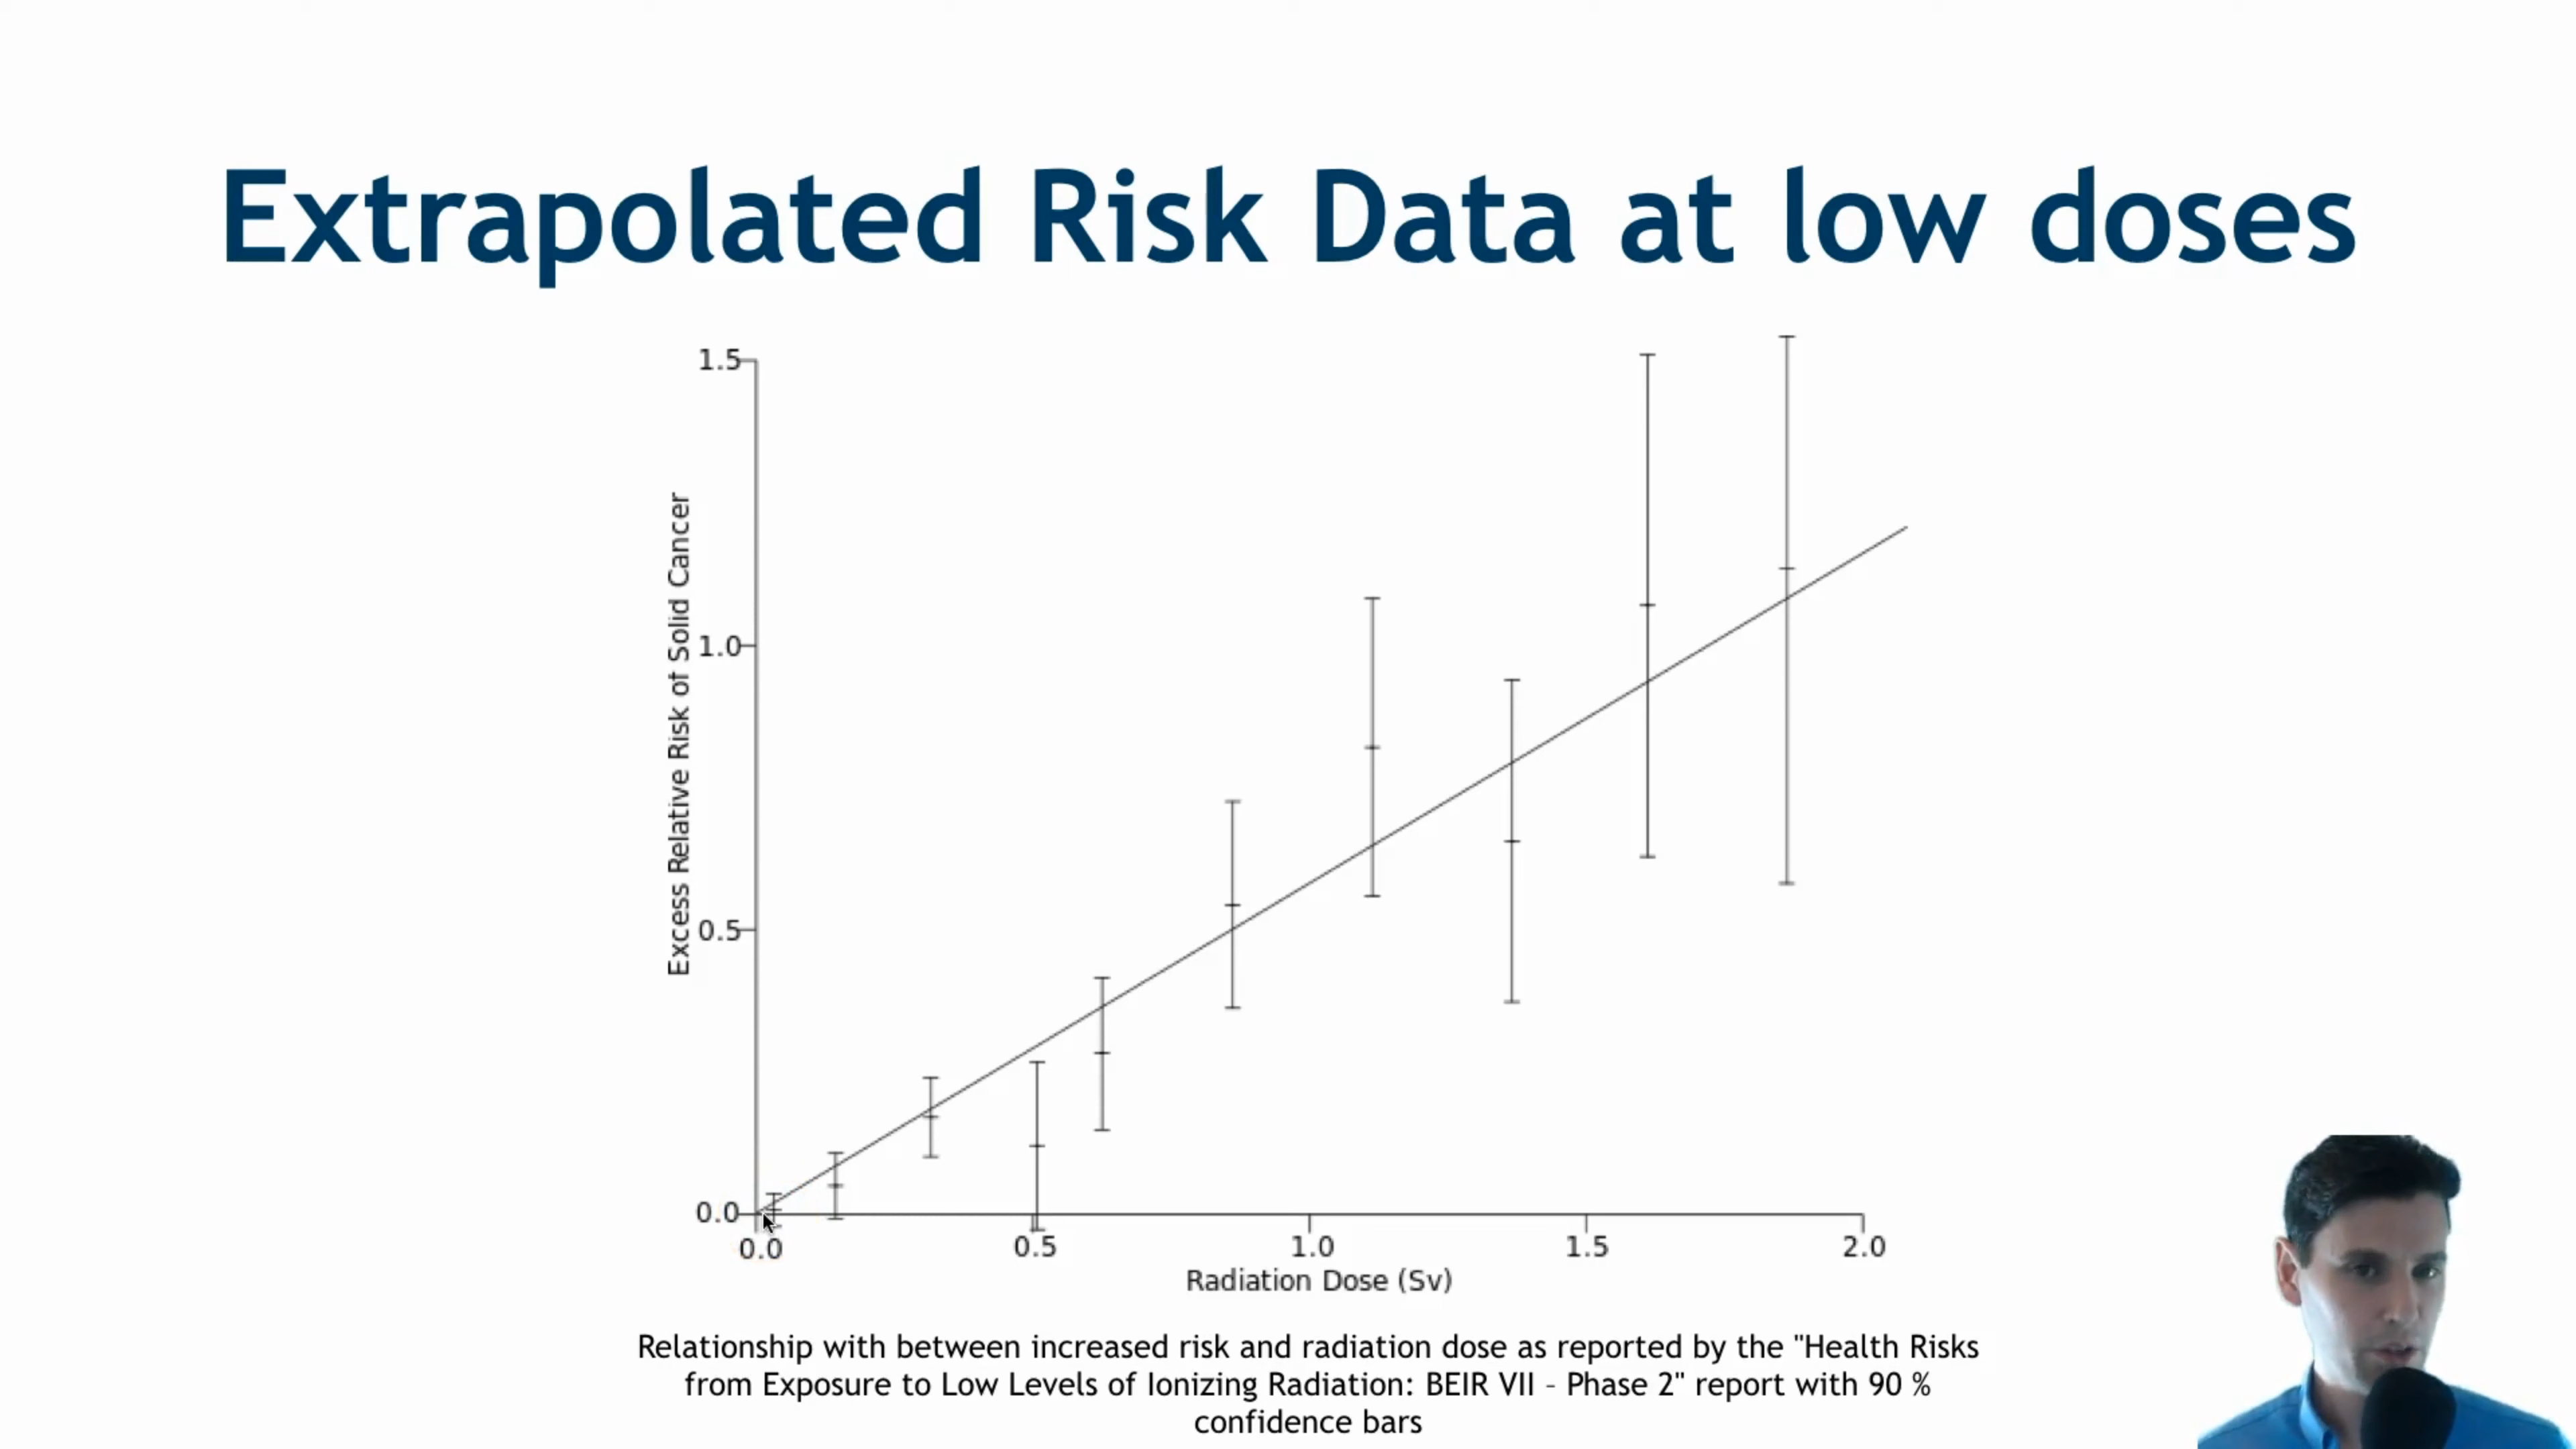 Extrapolated Risk Data at low doses
1.5
1.0
0.5
0.0
Excess Relative Risk of Solid Cancer
0.0 0.5 1.0 1.5 2.0
Radiation Dose (Sv)
Relationship with between increased risk and radiation dose as reported by the "Health Risks
from Exposure to Low Levels of Ionizing Radiation: BEIR VII – Phase 2" report with 90 %
confidence bars